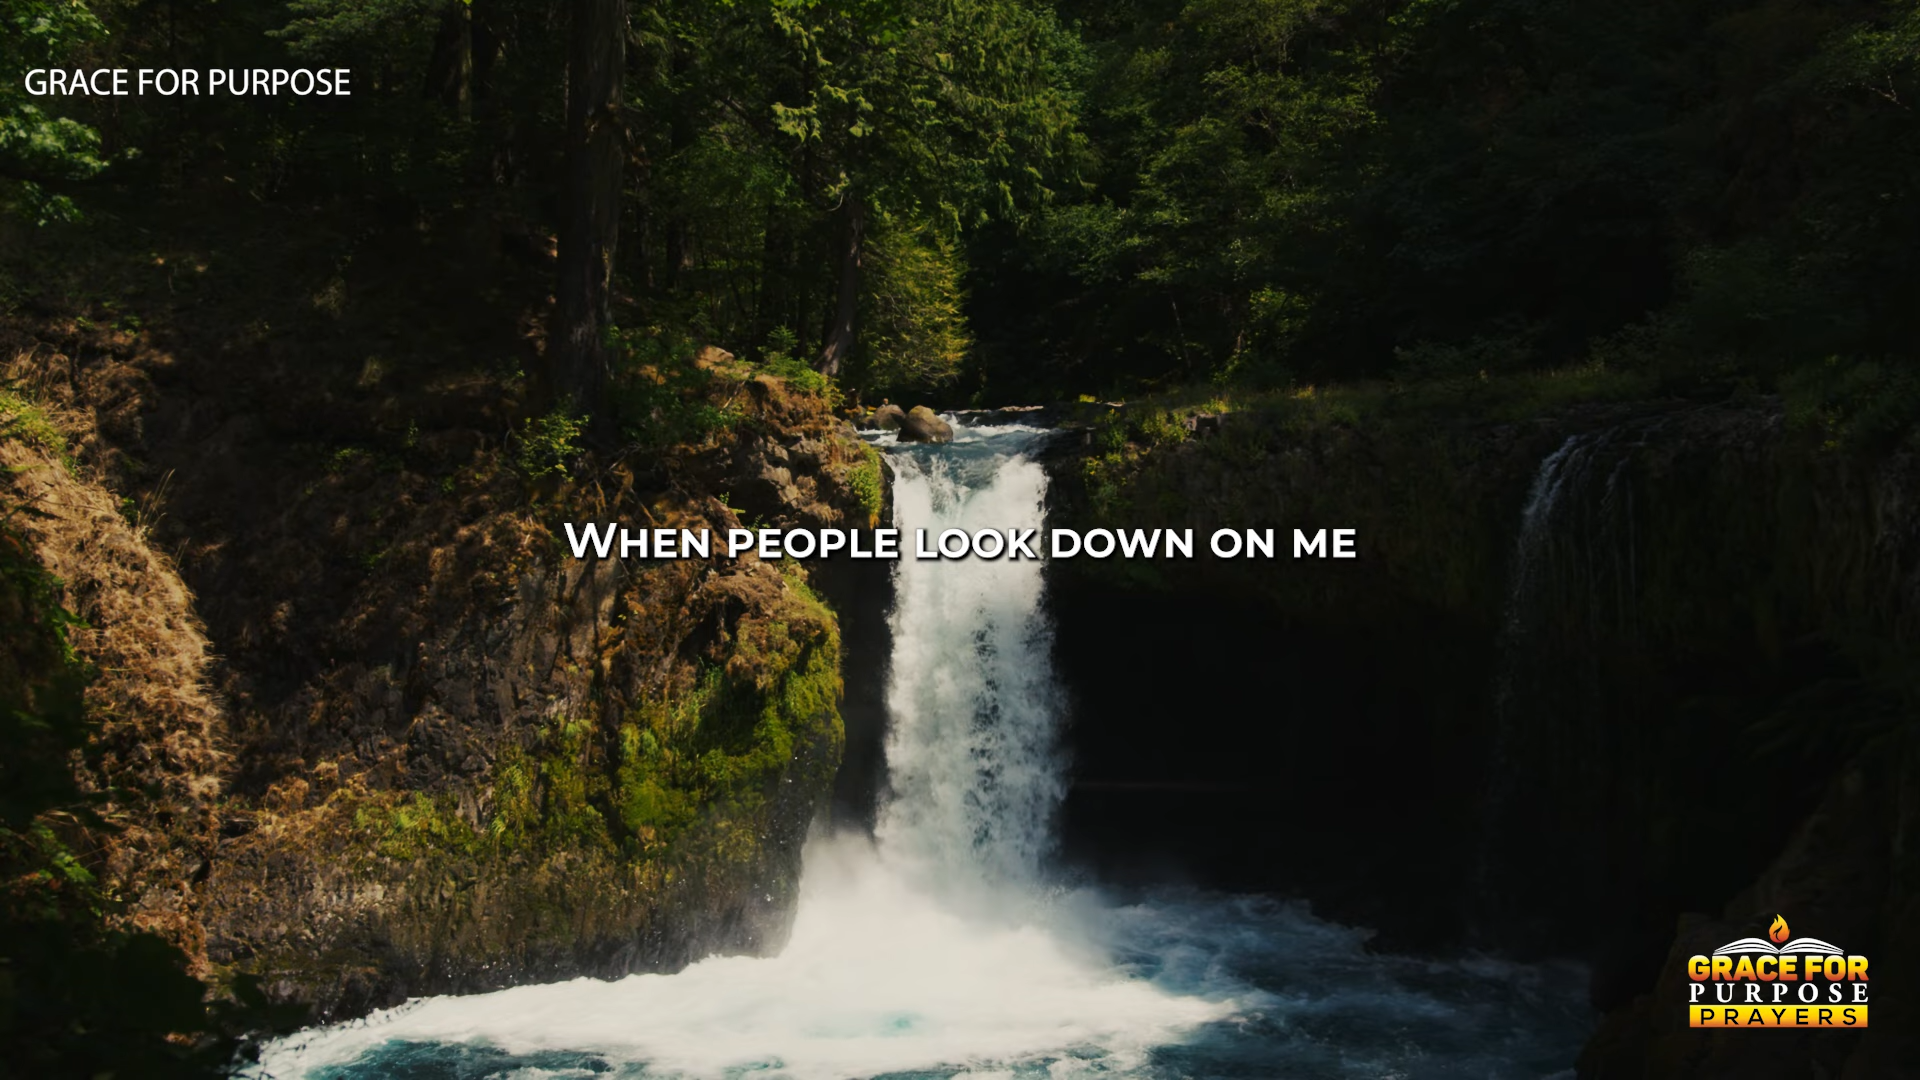 GRACE FOR PURPOSE
WHEN PEOPLE LOOK DOWN ON ME
GRACE FOR
PURPOSE
PRAYERS